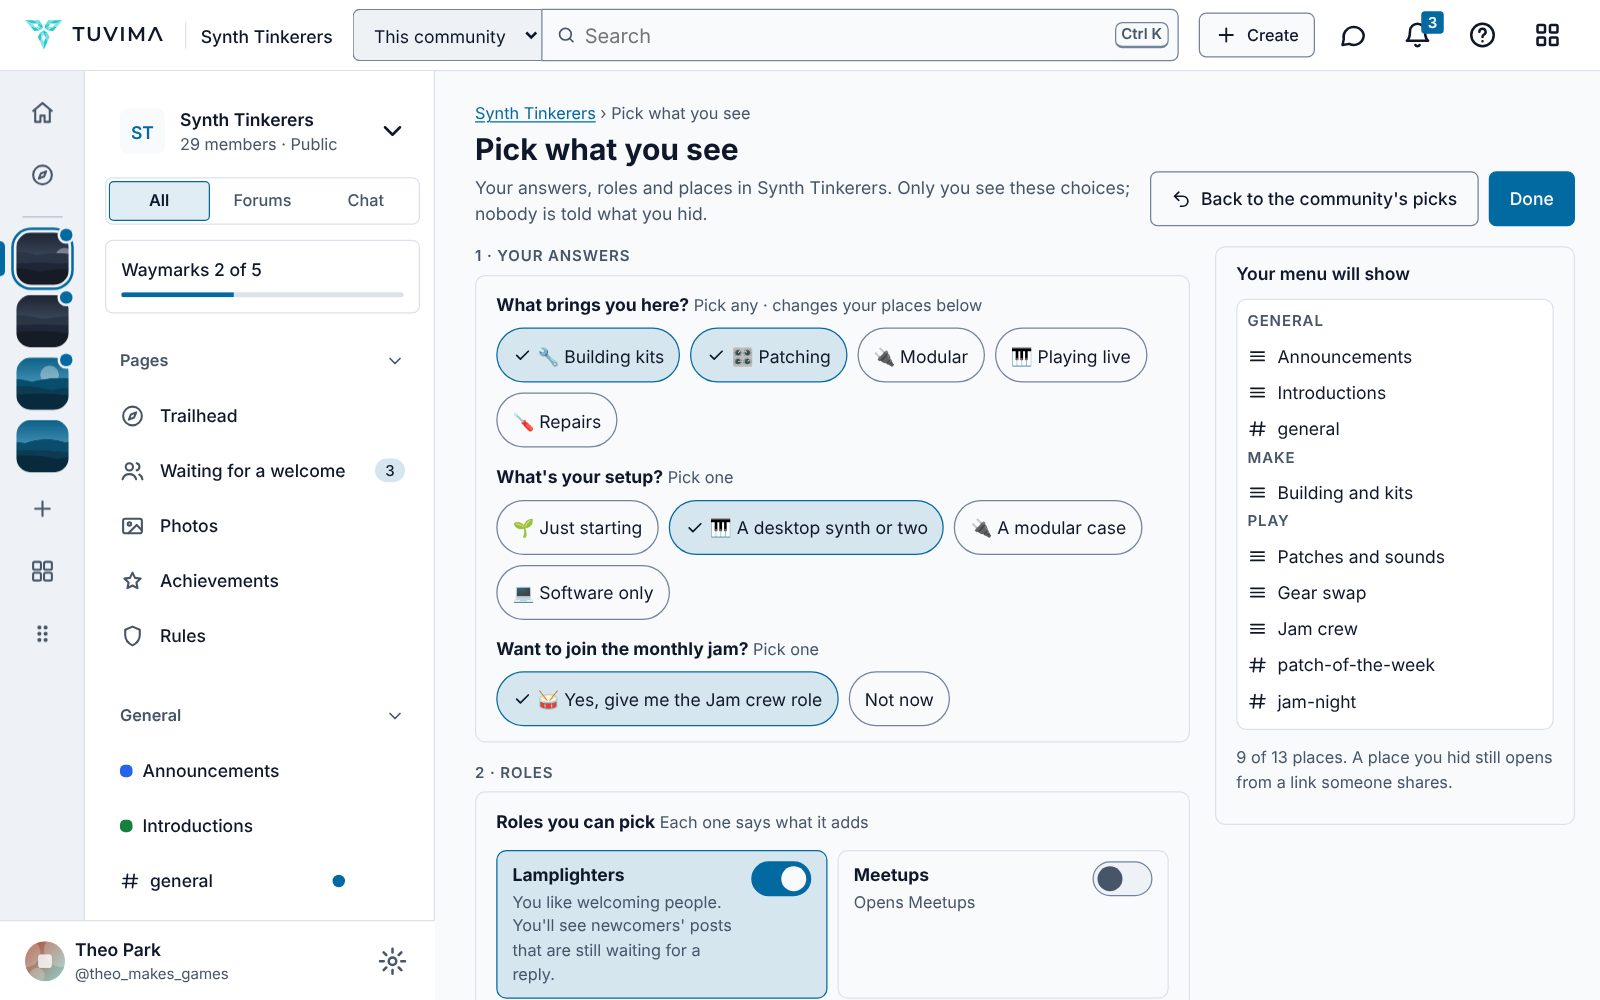 TUVIMA
Synth Tinkerers
This community
Search
Ctrl K
Create
3
ST
Synth Tinkerers
29 members · Public
All
Forums
Chat
Waymarks 2 of 5
Pages
Trailhead
Waiting for a welcome
3
Photos
Achievements
Rules
General
Announcements
Introductions
# general
Theo Park
@theo_makes_games
Synth Tinkerers › Pick what you see
Pick what you see
Your answers, roles and places in Synth Tinkerers. Only you see these choices;
nobody is told what you hid.
Back to the community's picks
Done
1 · YOUR ANSWERS
What brings you here? Pick any · changes your places below
Building kits
Patching
Modular
Playing live
Repairs
What's your setup? Pick one
Just starting
A desktop synth or two
A modular case
Software only
Want to join the monthly jam? Pick one
Yes, give me the Jam crew role
Not now
2 · ROLES
Roles you can pick Each one says what it adds
Lamplighters
You like welcoming people.
You'll see newcomers' posts
that are still waiting for a
reply.
Meetups
Opens Meetups
Your menu will show
GENERAL
Announcements
Introductions
# general
MAKE
Building and kits
PLAY
Patches and sounds
Gear swap
Jam crew
# patch-of-the-week
# jam-night
9 of 13 places. A place you hid still opens
from a link someone shares.